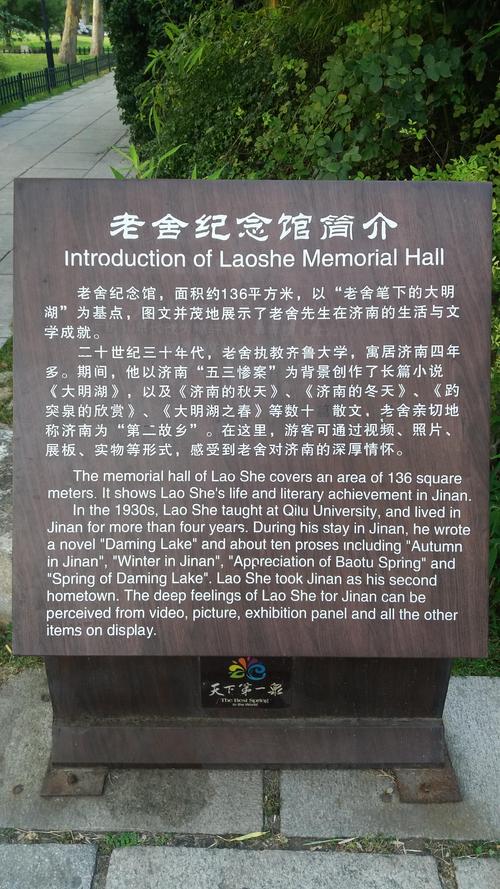 老舍纪念馆简介
Introduction of Laoshe Memorial Hall
老舍纪念馆，面积约136平方米，以“老舍笔下的大明
湖”为基点，图文并茂地展示了老舍先生在济南的生活与文
学成就。
二十世纪三十年代，老舍执教齐鲁大学，寓居济南四年
多。期间，他以济南“五三惨案”为背景创作了长篇小说
《大明湖》，以及《济南的秋天》、《济南的冬天》、《趵
突泉的欣赏》、《大明湖之春》等数十 散文，老舍亲切地
称济南为“第二故乡”。在这里，游客可通过视频、照片、
展板、实物等形式，感受到老舍对济南的深厚情怀。
The memorial hall of Lao She covers an area of 136 square
meters. It shows Lao She's life and literary achievement in Jinan.
In the 1930s, Lao She taught at Qilu University, and lived in
Jinan for more than four years. During his stay in Jinan, he wrote
a novel "Daming Lake" and about ten proses including "Autumn
in Jinan", "Winter in Jinan", "Appreciation of Baotu Spring" and
"Spring of Daming Lake". Lao She took Jinan as his second
hometown. The deep feelings of Lao She for Jinan can be
perceived from video, picture, exhibition panel and all the other
items on display.
天下第一泉
The Best Spring
in the World